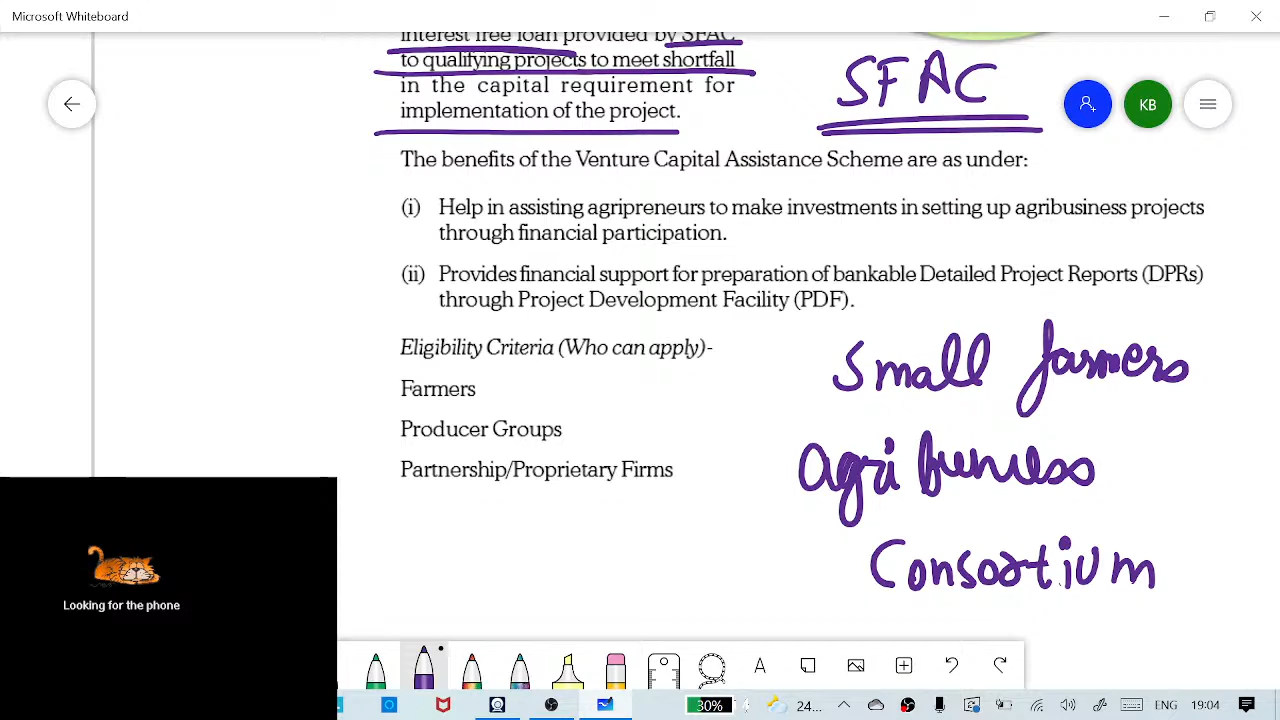 Microsoft Whiteboard
interest free loan provided by SFAC
to qualifying projects to meet shortfall
in the capital requirement for
implementation of the project.
SFAC
KB
The benefits of the Venture Capital Assistance Scheme are as under:
(i) Help in assisting agripreneurs to make investments in setting up agribusiness projects
through financial participation.
(ii) Provides financial support for preparation of bankable Detailed Project Reports (DPRs)
through Project Development Facility (PDF).
Eligibility Criteria (Who can apply)-
Farmers
Producer Groups
Partnership/Proprietary Firms
Small farmers
Agri business
Consortium
Looking for the phone
A
30%
24...
ENG
19:04